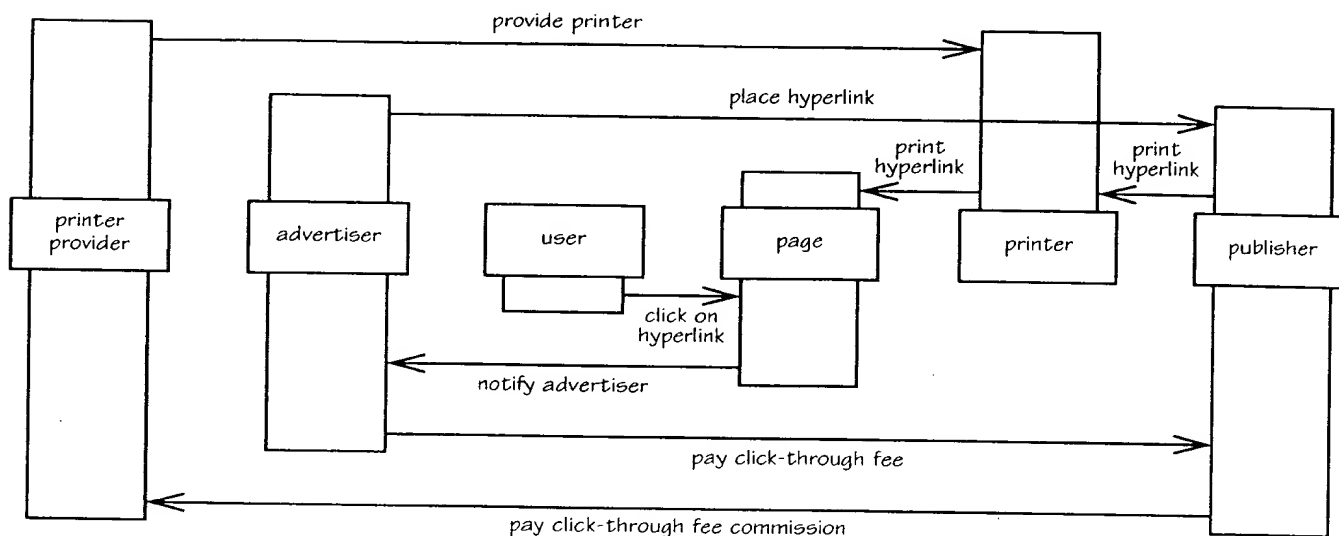 provide printer
place hyperlink
print
hyperlink
print
hyperlink
printer
provider
advertiser
user
page
printer
publisher
click on
hyperlink
notify advertiser
pay click-through fee
pay click-through fee commission